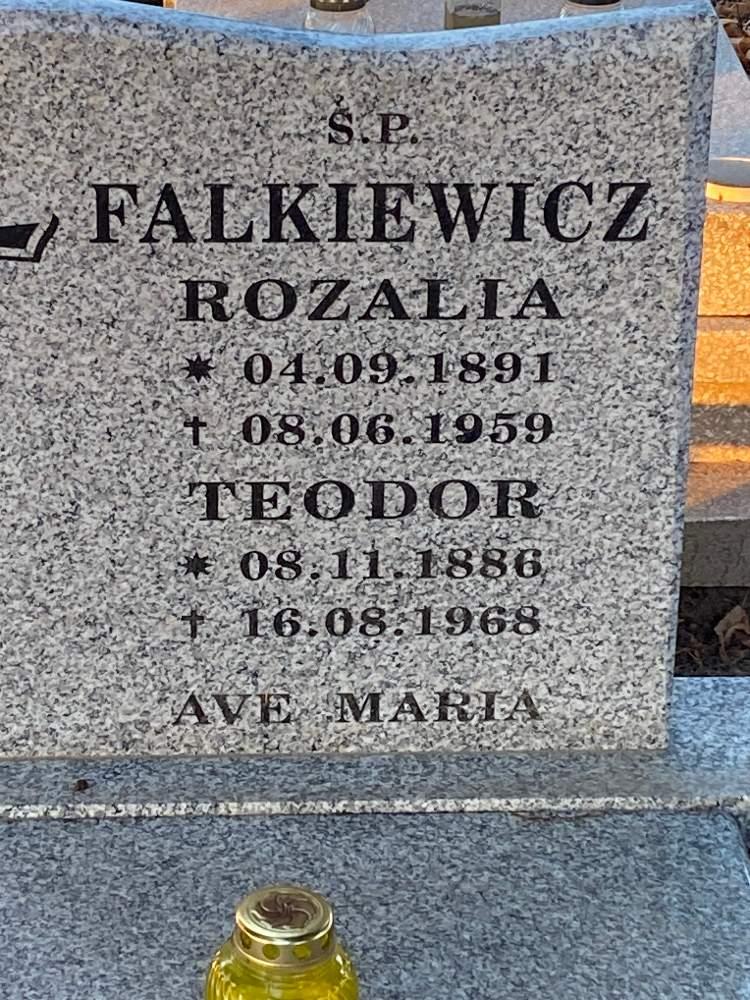 Ś.P.
FALKIEWICZ
ROZALIA
* 04.09.1891
† 08.06.1959
TEODOR
* 08.11.1886
† 16.08.1968
AVE MARIA